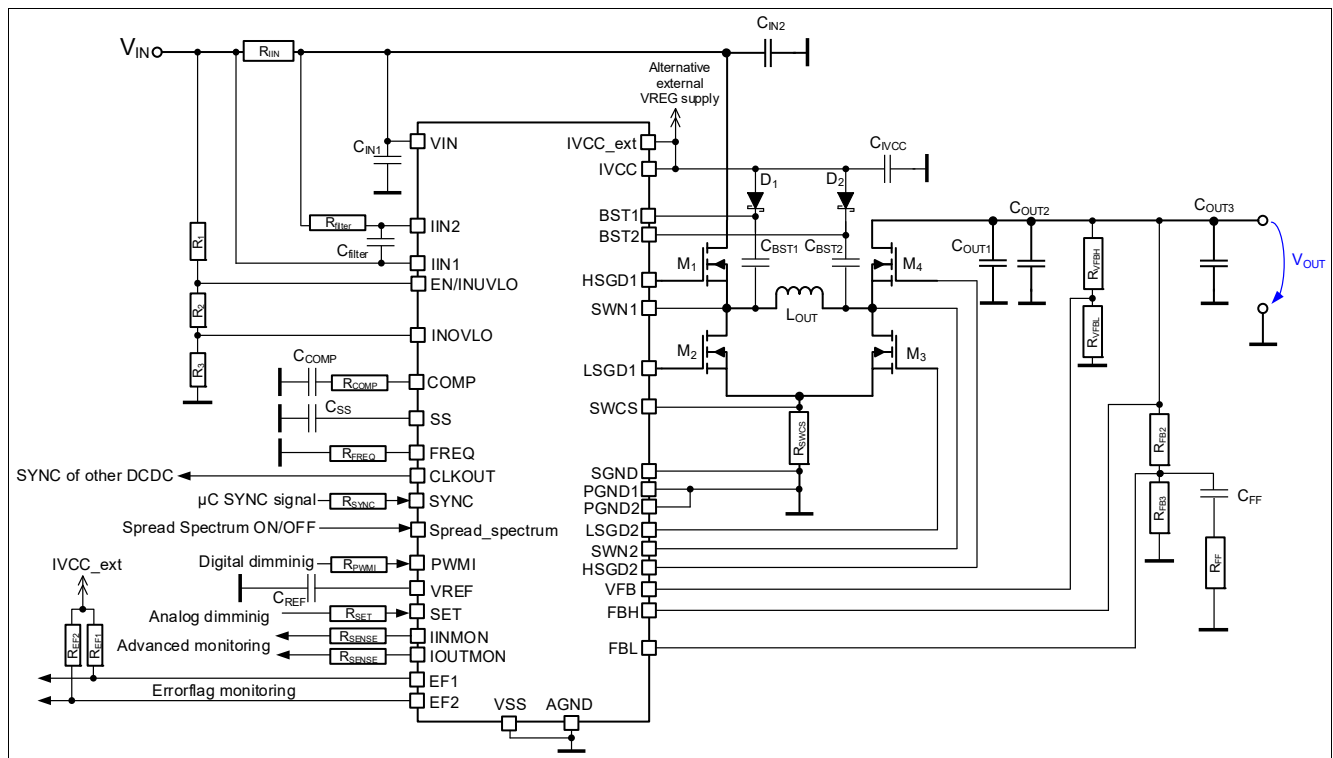 VIN
RIIN
CIN2
Alternative
external
VREG supply
CIN1
VIN
IVCC_ext
CIVCC
IVCC
D1
D2
R1
Rfilter
IIN2
BST1
BST2
COUT2
COUT3
Cfilter
CBST1
CBST2
COUT1
RVFBH
VOUT
IIN1
M1
M4
EN/INUVLO
HSGD1
R2
SWN1
LOUT
RVFBL
INOVLO
M2
M3
R3
CCOMP
RCOMP
COMP
LSGD1
CSS
SS
SWCS
RSWCS
RFB2
RFREQ
FREQ
SYNC of other DCDC
CLKOUT
SGND
PGND1
µC SYNC signal
RSYNC
SYNC
PGND2
RFB3
CFF
Spread Spectrum ON/OFF
Spread_spectrum
LSGD2
SWN2
IVCC_ext
Digital dimminig
RPWMI
PWMI
HSGD2
RFF
CREF
VREF
VFB
Analog dimminig
RSET
SET
FBH
REF2
REF1
Advanced monitoring
RSENSE
IINMON
RSENSE
IOUTMON
FBL
EF1
Errorflag monitoring
EF2
VSS
AGND